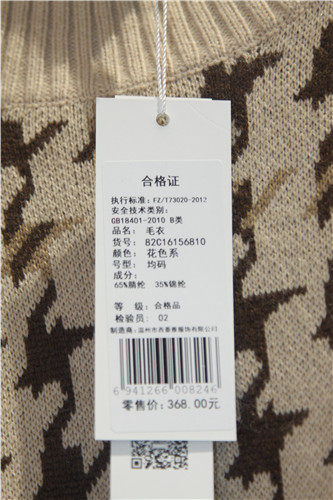 合格证
执行标准: FZ/T73020-2012
安全技术类别:
GB18401-2010 B类
品名: 毛衣
货号: 82C16156810
颜色: 花色系
号型: 均码
成分:
65%腈纶 35%锦纶
等 级: 合格品
检验员: 02
6 941266 008246
零售价: 368.00元